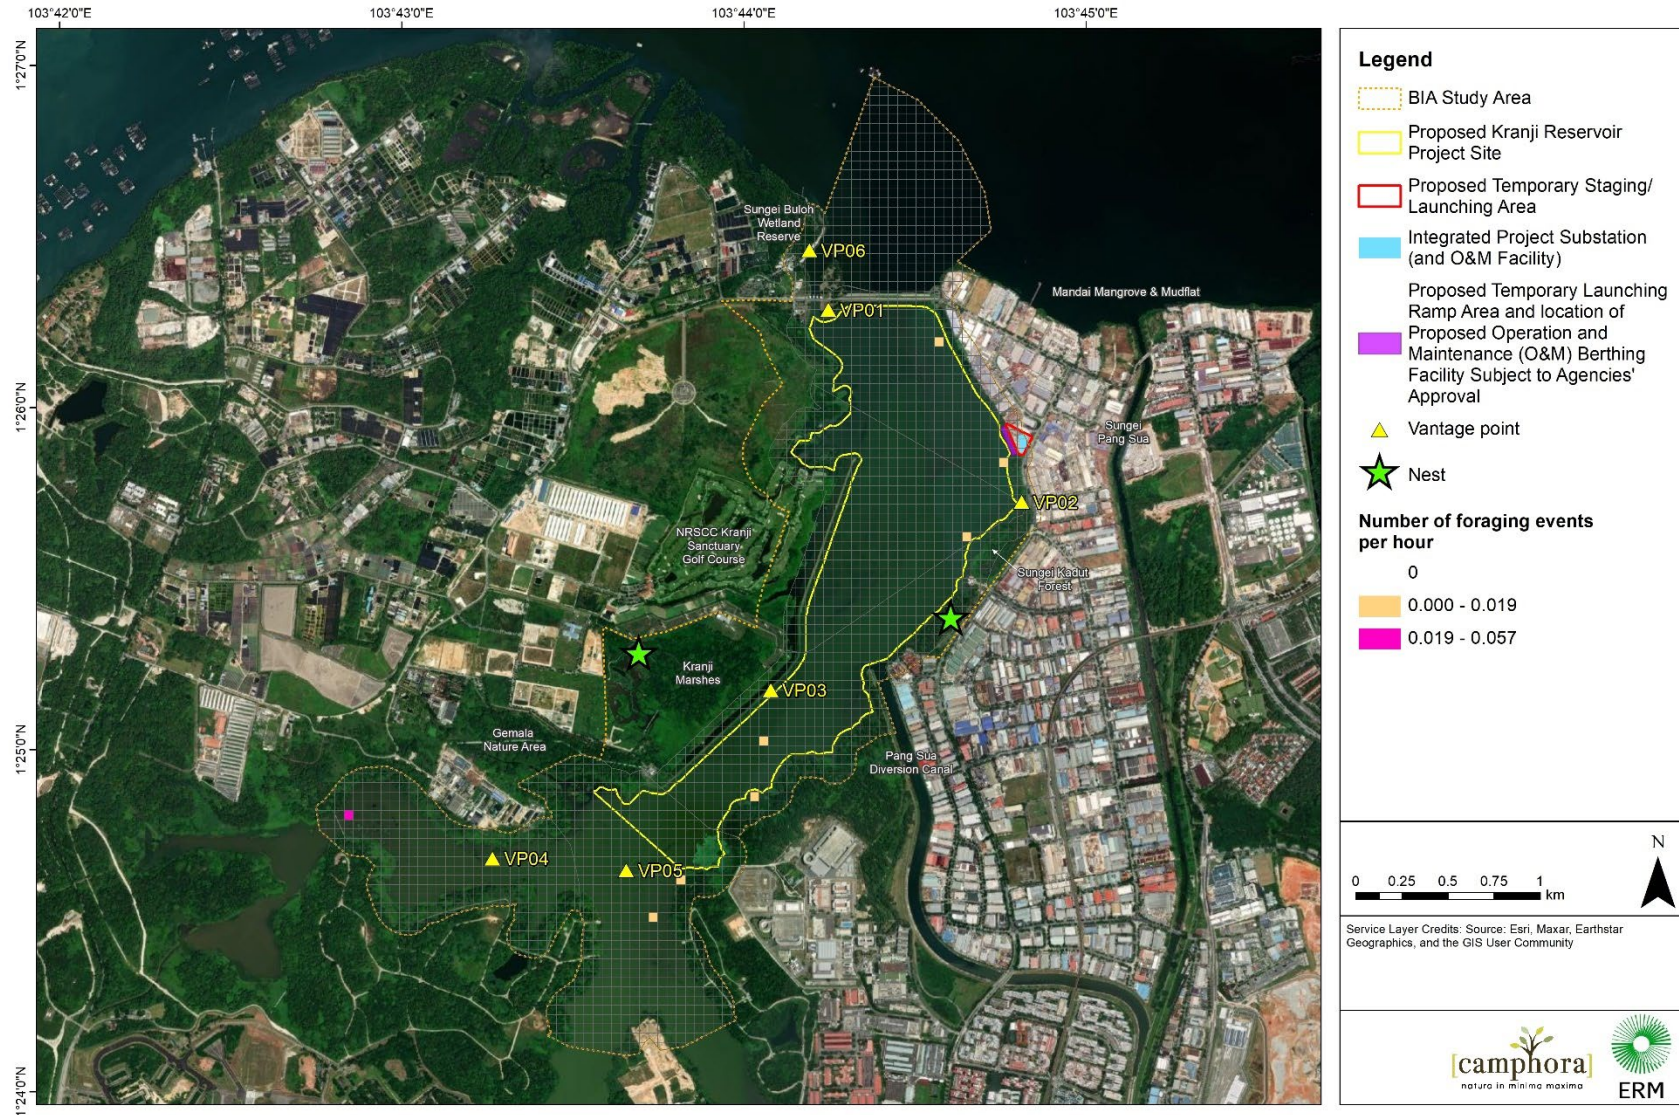 103°42'0"E
103°43'0"E
103°44'0"E
103°45'0"E
1°27'0"N
1°26'0"N
1°25'0"N
1°24'0"N
Sungei Buloh
Wetland
Reserve
VP06
VP01
Mandai Mangrove & Mudflat
Sungei
Pang Sua
VP02
NRSCC Kranji
Sanctuary
Golf Course
Sungei Kadut
Forest
Kranji
Marshes
VP03
Gemala
Nature Area
Pang Sua
Diversion Canal
VP04
VP05
Legend
BIA Study Area
Proposed Kranji Reservoir
Project Site
Proposed Temporary Staging/
Launching Area
Integrated Project Substation
(and O&M Facility)
Proposed Temporary Launching
Ramp Area and location of
Proposed Operation and
Maintenance (O&M) Berthing
Facility Subject to Agencies'
Approval
Vantage point
Nest
Number of foraging events
per hour
0
0.000 - 0.019
0.019 - 0.057
N
0 0.25 0.5 0.75 1
km
Service Layer Credits: Source: Esri, Maxar, Earthstar
Geographics, and the GIS User Community
[camphora]
natura in minima maxima
ERM